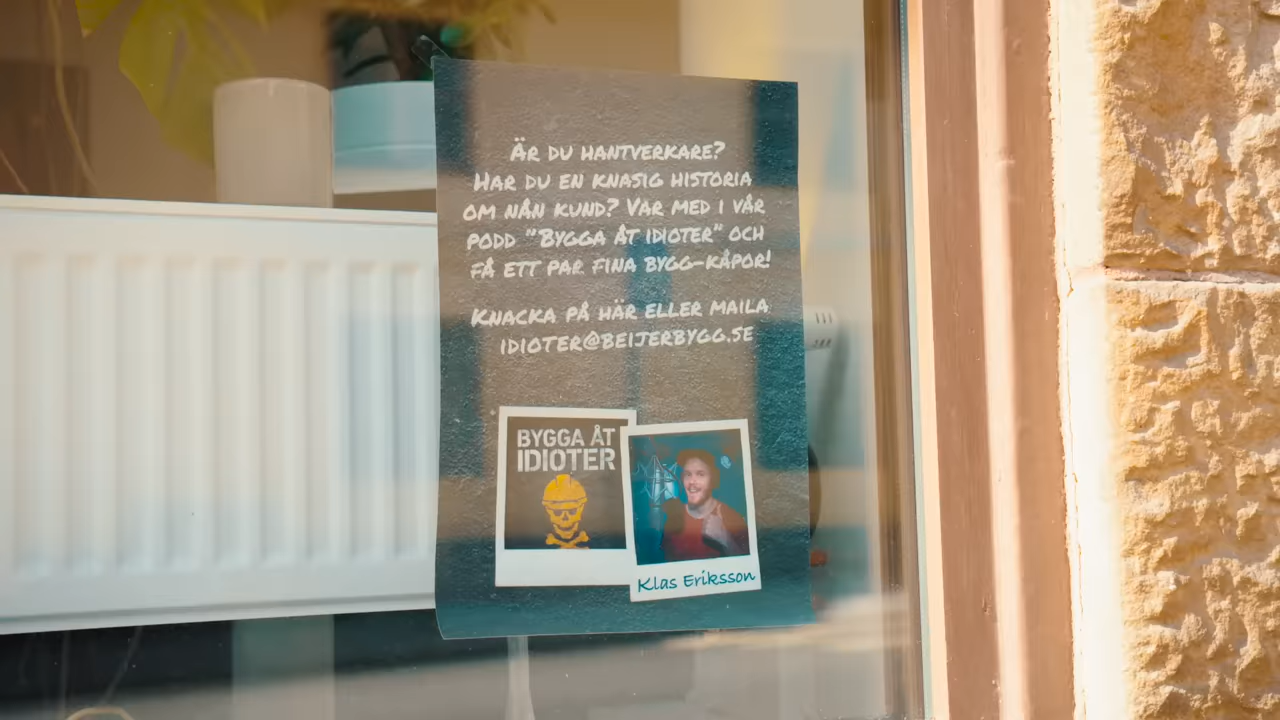 ÄR DU HANTVERKARE?
HAR DU EN KNASIG HISTORIA
OM NÅN KUND? VAR MED I VÅR
PODD "BYGGA ÅT IDIOTER" OCH
FÅ ETT PAR FINA BYGG-KÅPOR!
KNACKA PÅ HÄR ELLER MAILA
IDIOTER@BEIJERBYGG.SE
BYGGA ÅT
IDIOTER
Klas Eriksson